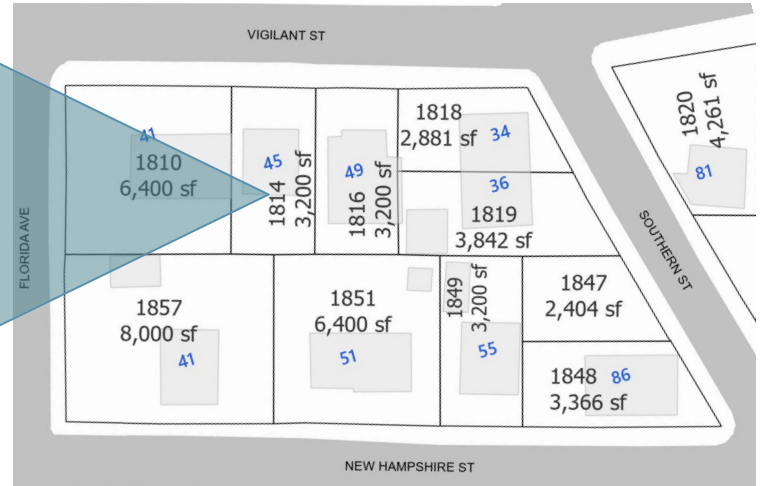 VIGILANT ST
41
1810
6,400 sf
45
1814
3,200 sf
49
1816
3,200 sf
1818
2,881 sf
34
36
1819
3,842 sf
1820
4,261 sf
81
FLORIDA AVE
SOUTHERN ST
1857
8,000 sf
41
1851
6,400 sf
51
1849
3,200 sf
55
1847
2,404 sf
1848
86
3,366 sf
NEW HAMPSHIRE ST